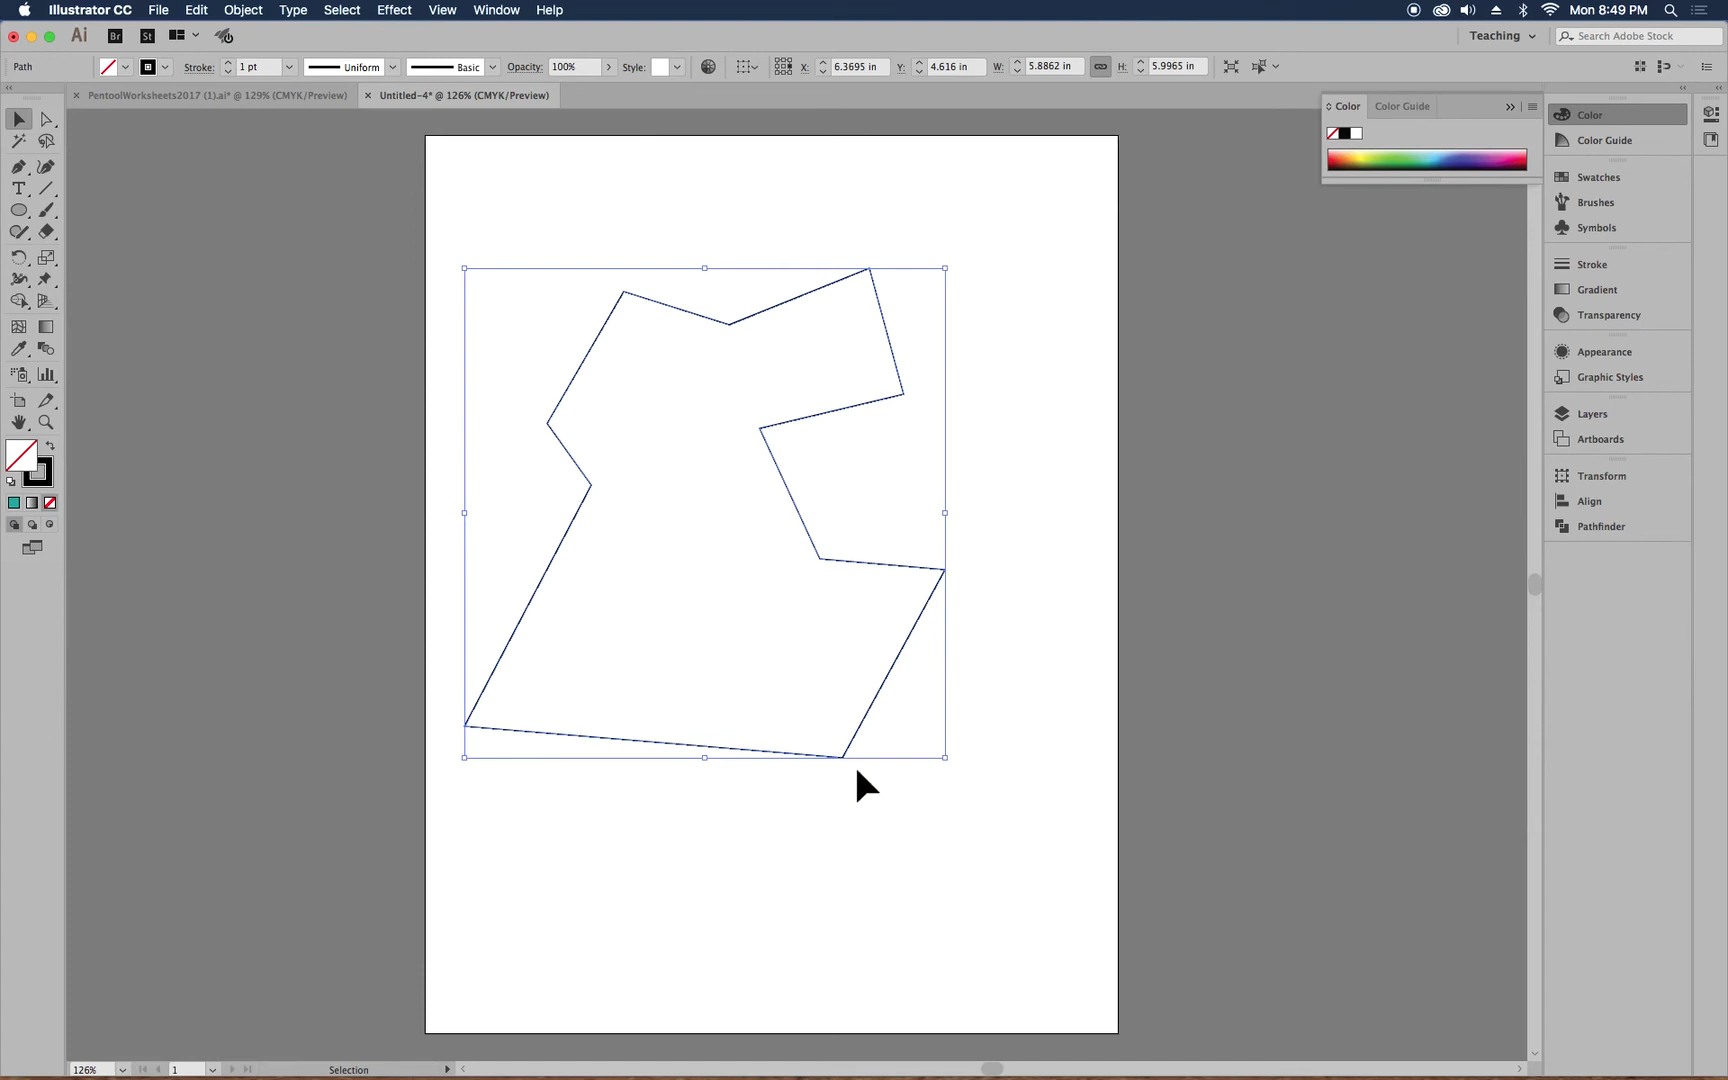 Illustrator CC File Edit Object Type Select Effect View Window Help Mon 8:49 PM
Ai Br St Teaching Search Adobe Stock
Path Stroke: 1 pt Uniform Basic Opacity: 100% Style: X: 6.3695 in Y: 4.616 in W: 5.8862 in H: 5.9965 in
PentoolWorksheets2017 (1).ai* @ 129% (CMYK/Preview) Untitled-4* @ 126% (CMYK/Preview)
Color Color Guide
Color
Color Guide
Swatches
Brushes
Symbols
Stroke
Gradient
Transparency
Appearance
Graphic Styles
Layers
Artboards
Transform
Align
Pathfinder
126% 1 Selection